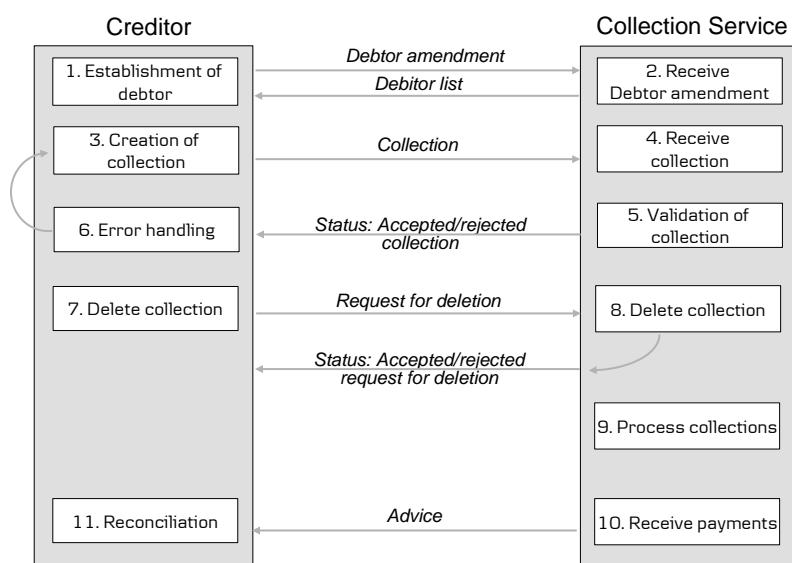 Creditor
Collection Service
1. Establishment of
debtor
Debtor amendment
Debitor list
2. Receive
Debtor amendment
3. Creation of
collection
Collection
4. Receive
collection
6. Error handling
Status: Accepted/rejected
collection
5. Validation of
collection
7. Delete collection
Request for deletion
8. Delete collection
Status: Accepted/rejected
request for deletion
9. Process collections
11. Reconciliation
Advice
10. Receive payments